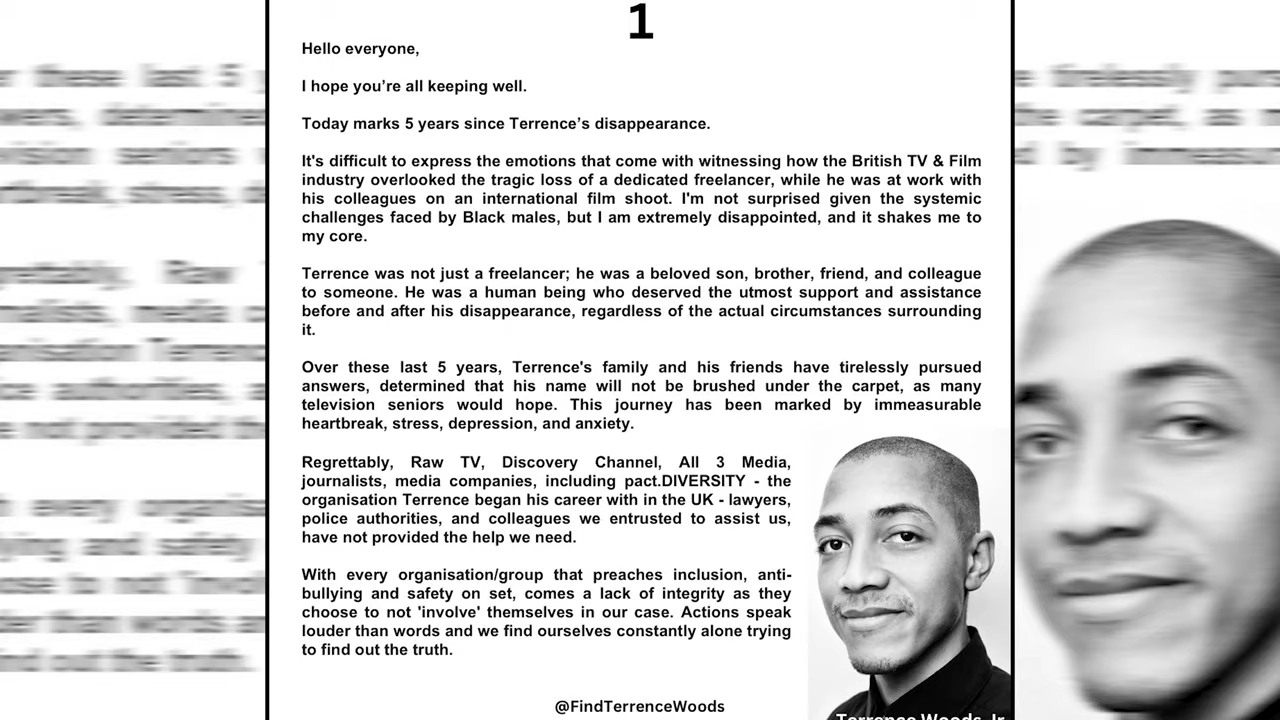 1
Hello everyone,
I hope you’re all keeping well.
Today marks 5 years since Terrence’s disappearance.
It's difficult to express the emotions that come with witnessing how the British TV & Film
industry overlooked the tragic loss of a dedicated freelancer, while he was at work with
his colleagues on an international film shoot. I'm not surprised given the systemic
challenges faced by Black males, but I am extremely disappointed, and it shakes me to
my core.
Terrence was not just a freelancer; he was a beloved son, brother, friend, and colleague
to someone. He was a human being who deserved the utmost support and assistance
before and after his disappearance, regardless of the actual circumstances surrounding
it.
Over these last 5 years, Terrence's family and his friends have tirelessly pursued
answers, determined that his name will not be brushed under the carpet, as many
television seniors would hope. This journey has been marked by immeasurable
heartbreak, stress, depression, and anxiety.
Regrettably, Raw TV, Discovery Channel, All 3 Media,
journalists, media companies, including pact.DIVERSITY - the
organisation Terrence began his career with in the UK - lawyers,
police authorities, and colleagues we entrusted to assist us,
have not provided the help we need.
With every organisation/group that preaches inclusion, anti-
bullying and safety on set, comes a lack of integrity as they
choose to not 'involve' themselves in our case. Actions speak
louder than words and we find ourselves constantly alone trying
to find out the truth.
@FindTerrenceWoods
Terrence Woods Jr